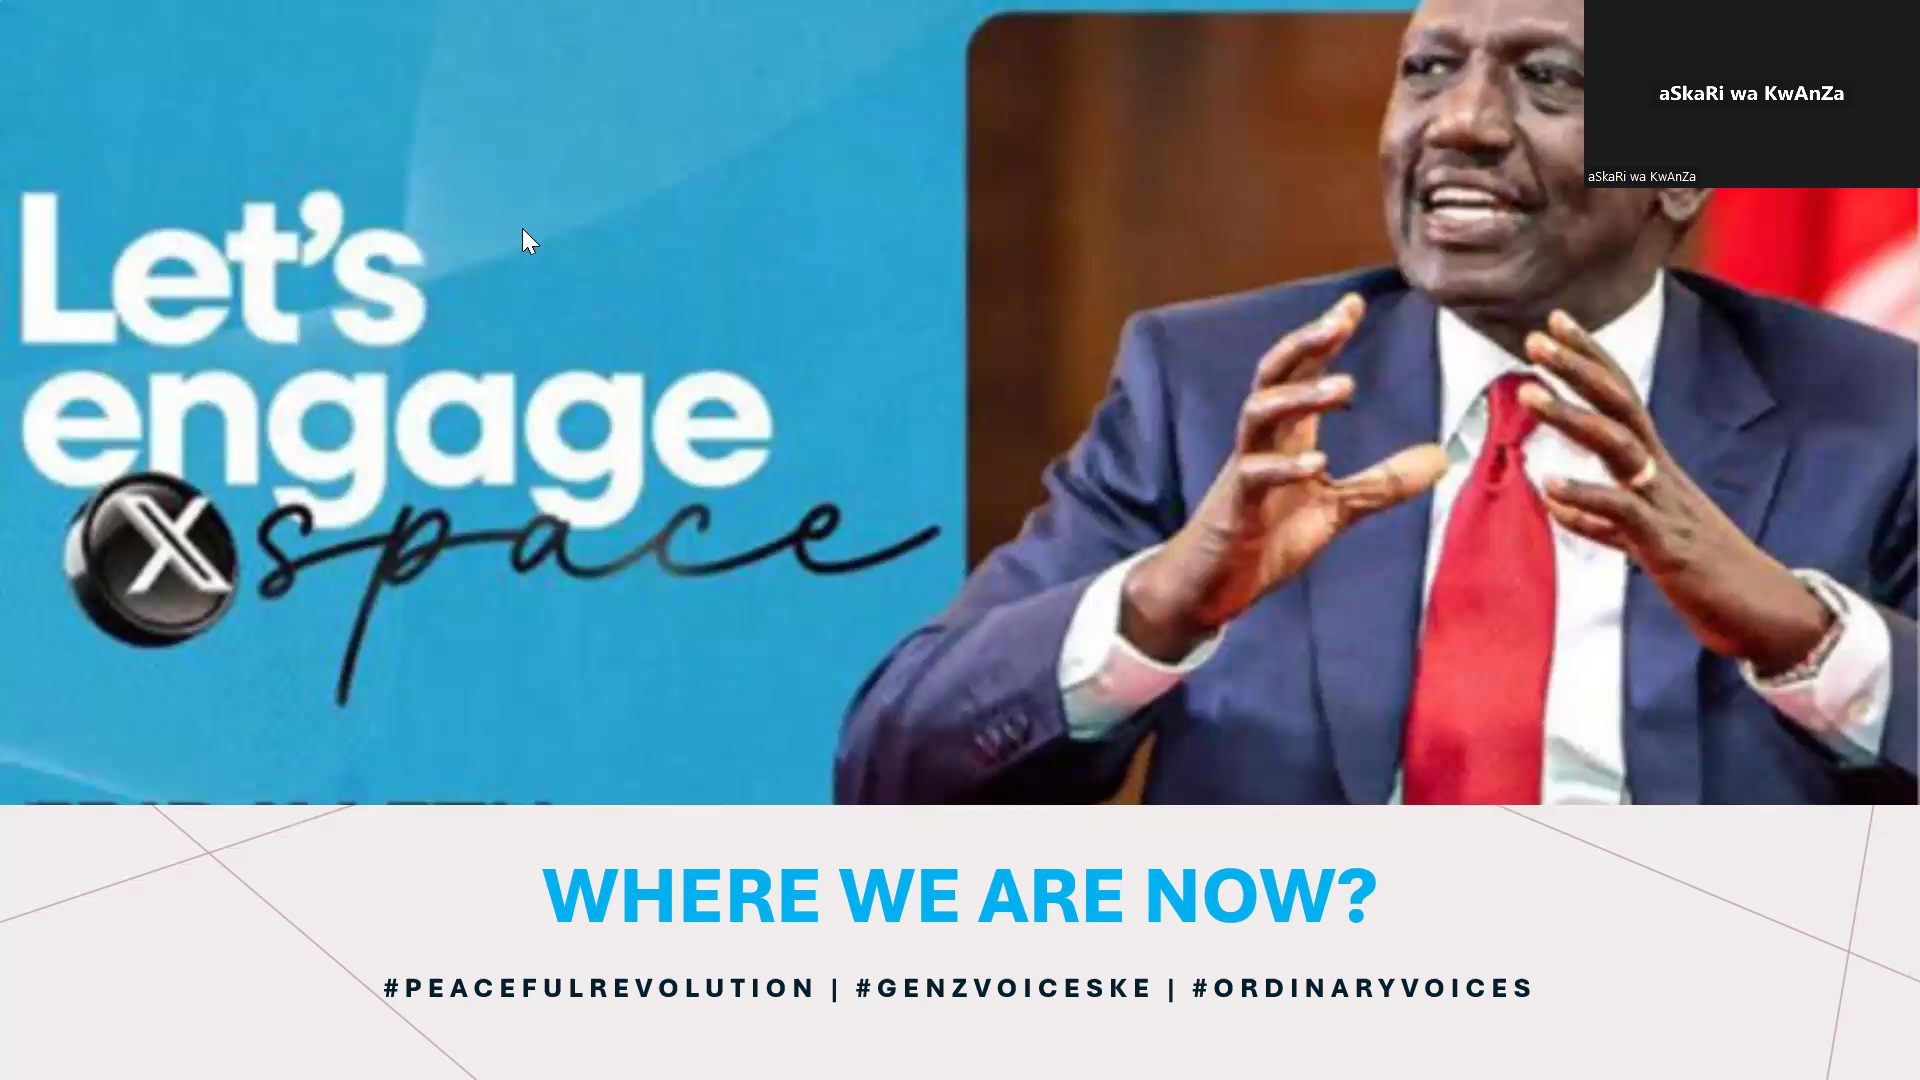 Let's
engage
X space
aSkaRi wa KwAnZa
aSkaRi wa KwAnZa
WHERE WE ARE NOW?
#PEACEFULREVOLUTION | #GENZVOICESKE | #ORDINARYVOICES